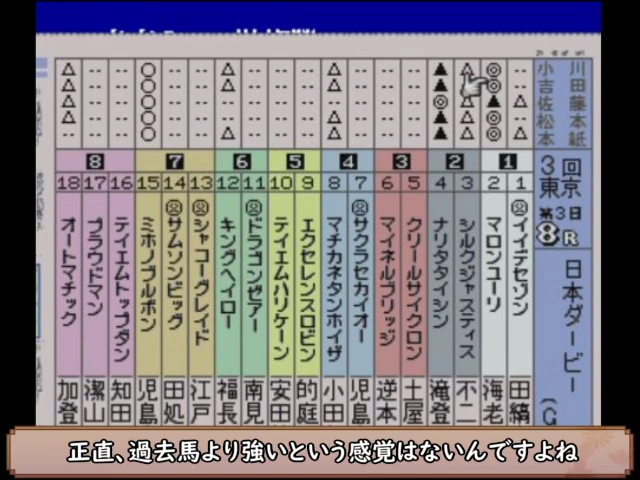 小川
吉田
佐藤
松本
本紙
3回
東京
第3日
8R
日本ダービー
(G
1
2
3
4
5
6
7
8
1 父イイデセゾン 田縞
2 マロンユーリ 海老
3 シルクジャスティス 不二
4 ナリタタイシン 滝登
5 クリールサイクロン 土屋
6 マイネルブリッジ 逆本
7 父サクラセカイオー 児島
8 マチカネタンホイザ 小田
9 エクセレンスロビン 的庭
10 テイエムハリケーン 安田
11 父ドラゴンゼアー 南見
12 キングヘイロー 福長
13 父シャコーグレイド 江戸
14 父サムソンビッグ 田処
15 ミホノブルボン 児島
16 テイエムトップダン 知田
17 プラウドマン 潔山
18 オートマチック 加登
正直、過去馬より強いという感覚はないんですよね